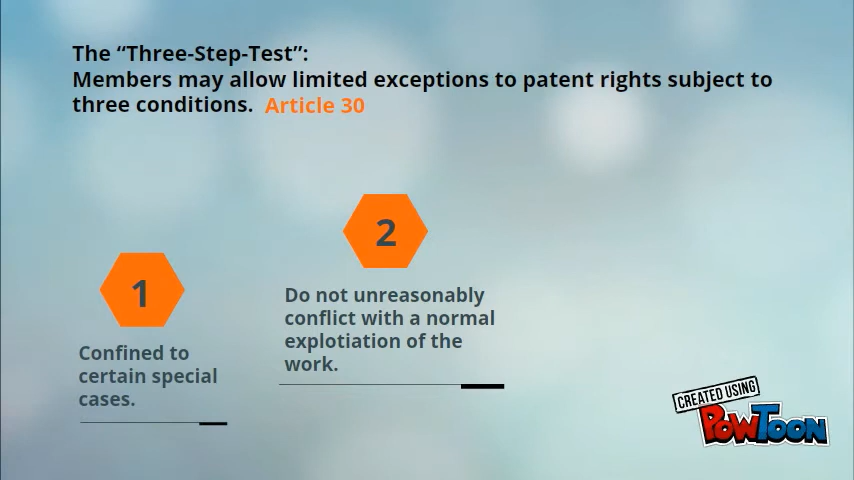 The “Three-Step-Test”:
Members may allow limited exceptions to patent rights subject to
three conditions. Article 30
1
Confined to
certain special
cases.
2
Do not unreasonably
conflict with a normal
explotiation of the
work.
CREATED USING
POWTOON